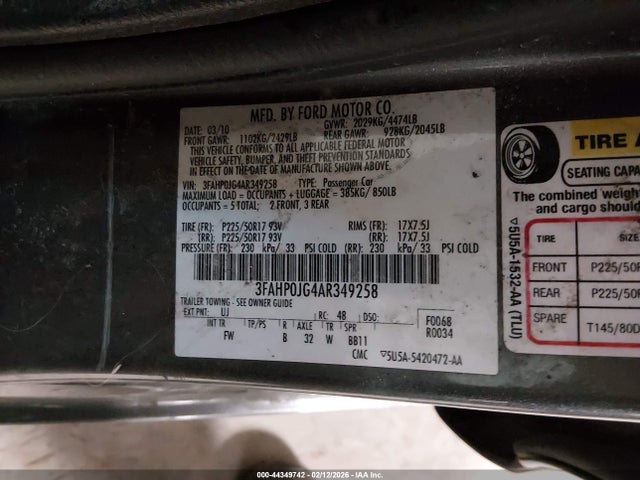 MFD. BY FORD MOTOR CO.
DATE: 03/10 GVWR: 2029KG/4474LB
FRONT GAWR: 1102KG/2429LB REAR GAWR: 928KG/2045LB
THIS VEHICLE CONFORMS TO ALL APPLICABLE FEDERAL MOTOR
VEHICLE SAFETY, BUMPER, AND THEFT PREVENTION STANDARDS
IN EFFECT ON THE DATE OF MANUFACTURE SHOWN ABOVE.
VIN: 3FAHP0JG4AR349258 TYPE: Passenger Car
MAXIMUM LOAD = OCCUPANTS + LUGGAGE = 385KG/ 850LB
OCCUPANTS = 5 TOTAL: 2 FRONT, 3 REAR
TIRE (FR): P225/50R17 93V RIMS (FR): 17X7.5J
(RR): P225/50R17 93V (RR): 17X7.5J
PRESSURE (FR): 230 kPa/ 33 PSI COLD (RR): 230 kPa/ 33 PSI COLD
3FAHP0JG4AR349258
TRAILER TOWING - SEE OWNER GUIDE
EXT PNT: UJ RC: 48 DSO: F0068
INT TR TP/PS R AXLE TR SPR R0034
FW B 32 W BB11
CMC ▽5U5A-5420472-AA
▽5U5A-1532-AA (TLU)
TIRE A
SEATING CAPA
The combined weigh
and cargo should
TIRE SIZE
FRONT P225/50R
REAR P225/50R
SPARE T145/80D
000-44349742 - 02/12/2026 - IAA Inc.